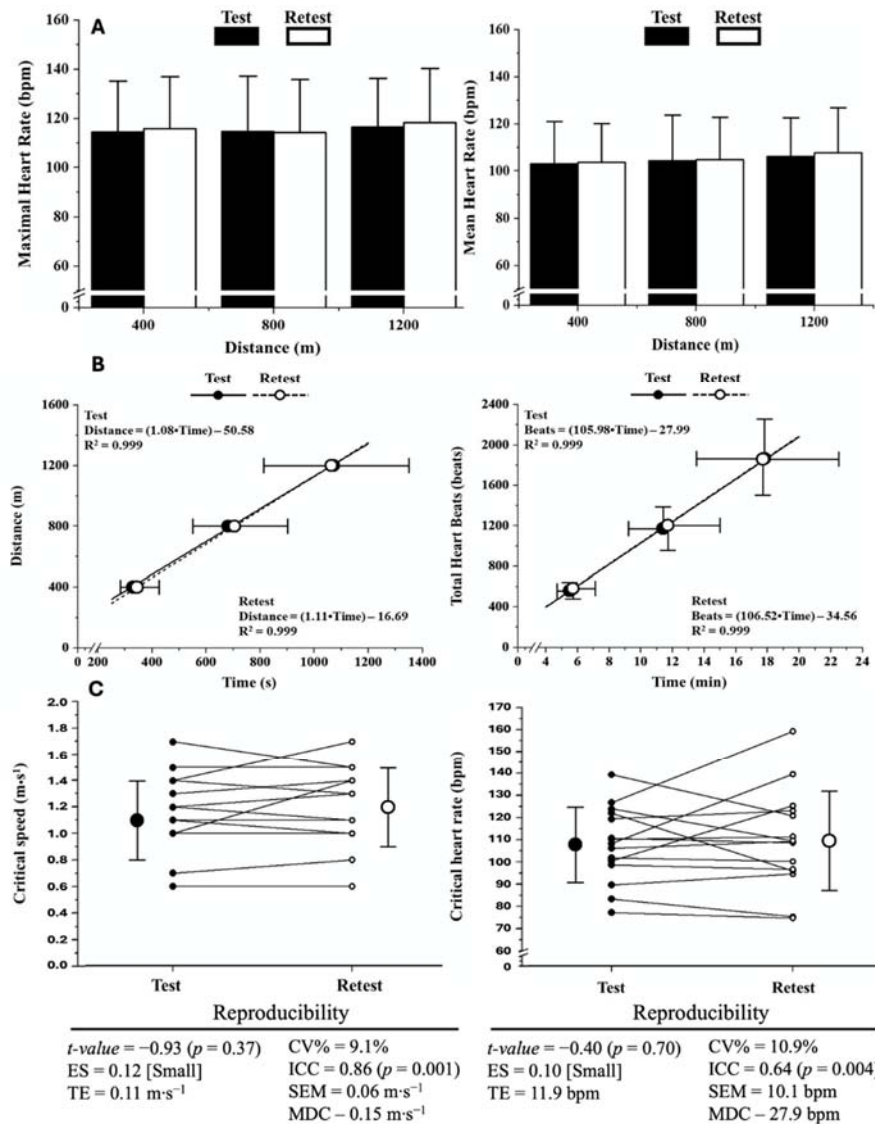 A
Test Retest
Maximal Heart Rate (bpm)
160
140
120
100
80
60
0
400 800 1200
Distance (m)
Test Retest
Mean Heart Rate (bpm)
160
140
120
100
80
60
0
400 800 1200
Distance (m)
B
Test Retest
Distance (m)
1600
1200
800
400
0
Test
Distance = (1.08•Time) – 50.58
R² = 0.999
Retest
Distance = (1.11•Time) – 16.69
R² = 0.999
0 200 400 600 800 1000 1200 1400
Time (s)
Test Retest
Total Heart Beats (beats)
2400
2000
1600
1200
800
400
0
Test
Beats = (105.98•Time) – 27.99
R² = 0.999
Retest
Beats = (106.52•Time) – 34.56
R² = 0.999
0 4 6 8 10 12 14 16 18 20 22 24
Time (min)
C
Critical speed (m•s¹)
2.0
1.8
1.6
1.4
1.2
1.0
0.8
0.6
0.4
0.2
0.0
Test Retest
Critical heart rate (bpm)
170
160
150
140
130
120
110
100
90
80
70
60
0
Test Retest
Reproducibility
t-value = −0.93 (p = 0.37) CV% = 9.1%
ES = 0.12 [Small] ICC = 0.86 (p = 0.001)
TE = 0.11 m·s⁻¹ SEM = 0.06 m·s⁻¹
MDC – 0.15 m·s⁻¹
Reproducibility
t-value = −0.40 (p = 0.70) CV% = 10.9%
ES = 0.10 [Small] ICC = 0.64 (p = 0.004)
TE = 11.9 bpm SEM = 10.1 bpm
MDC – 27.9 bpm